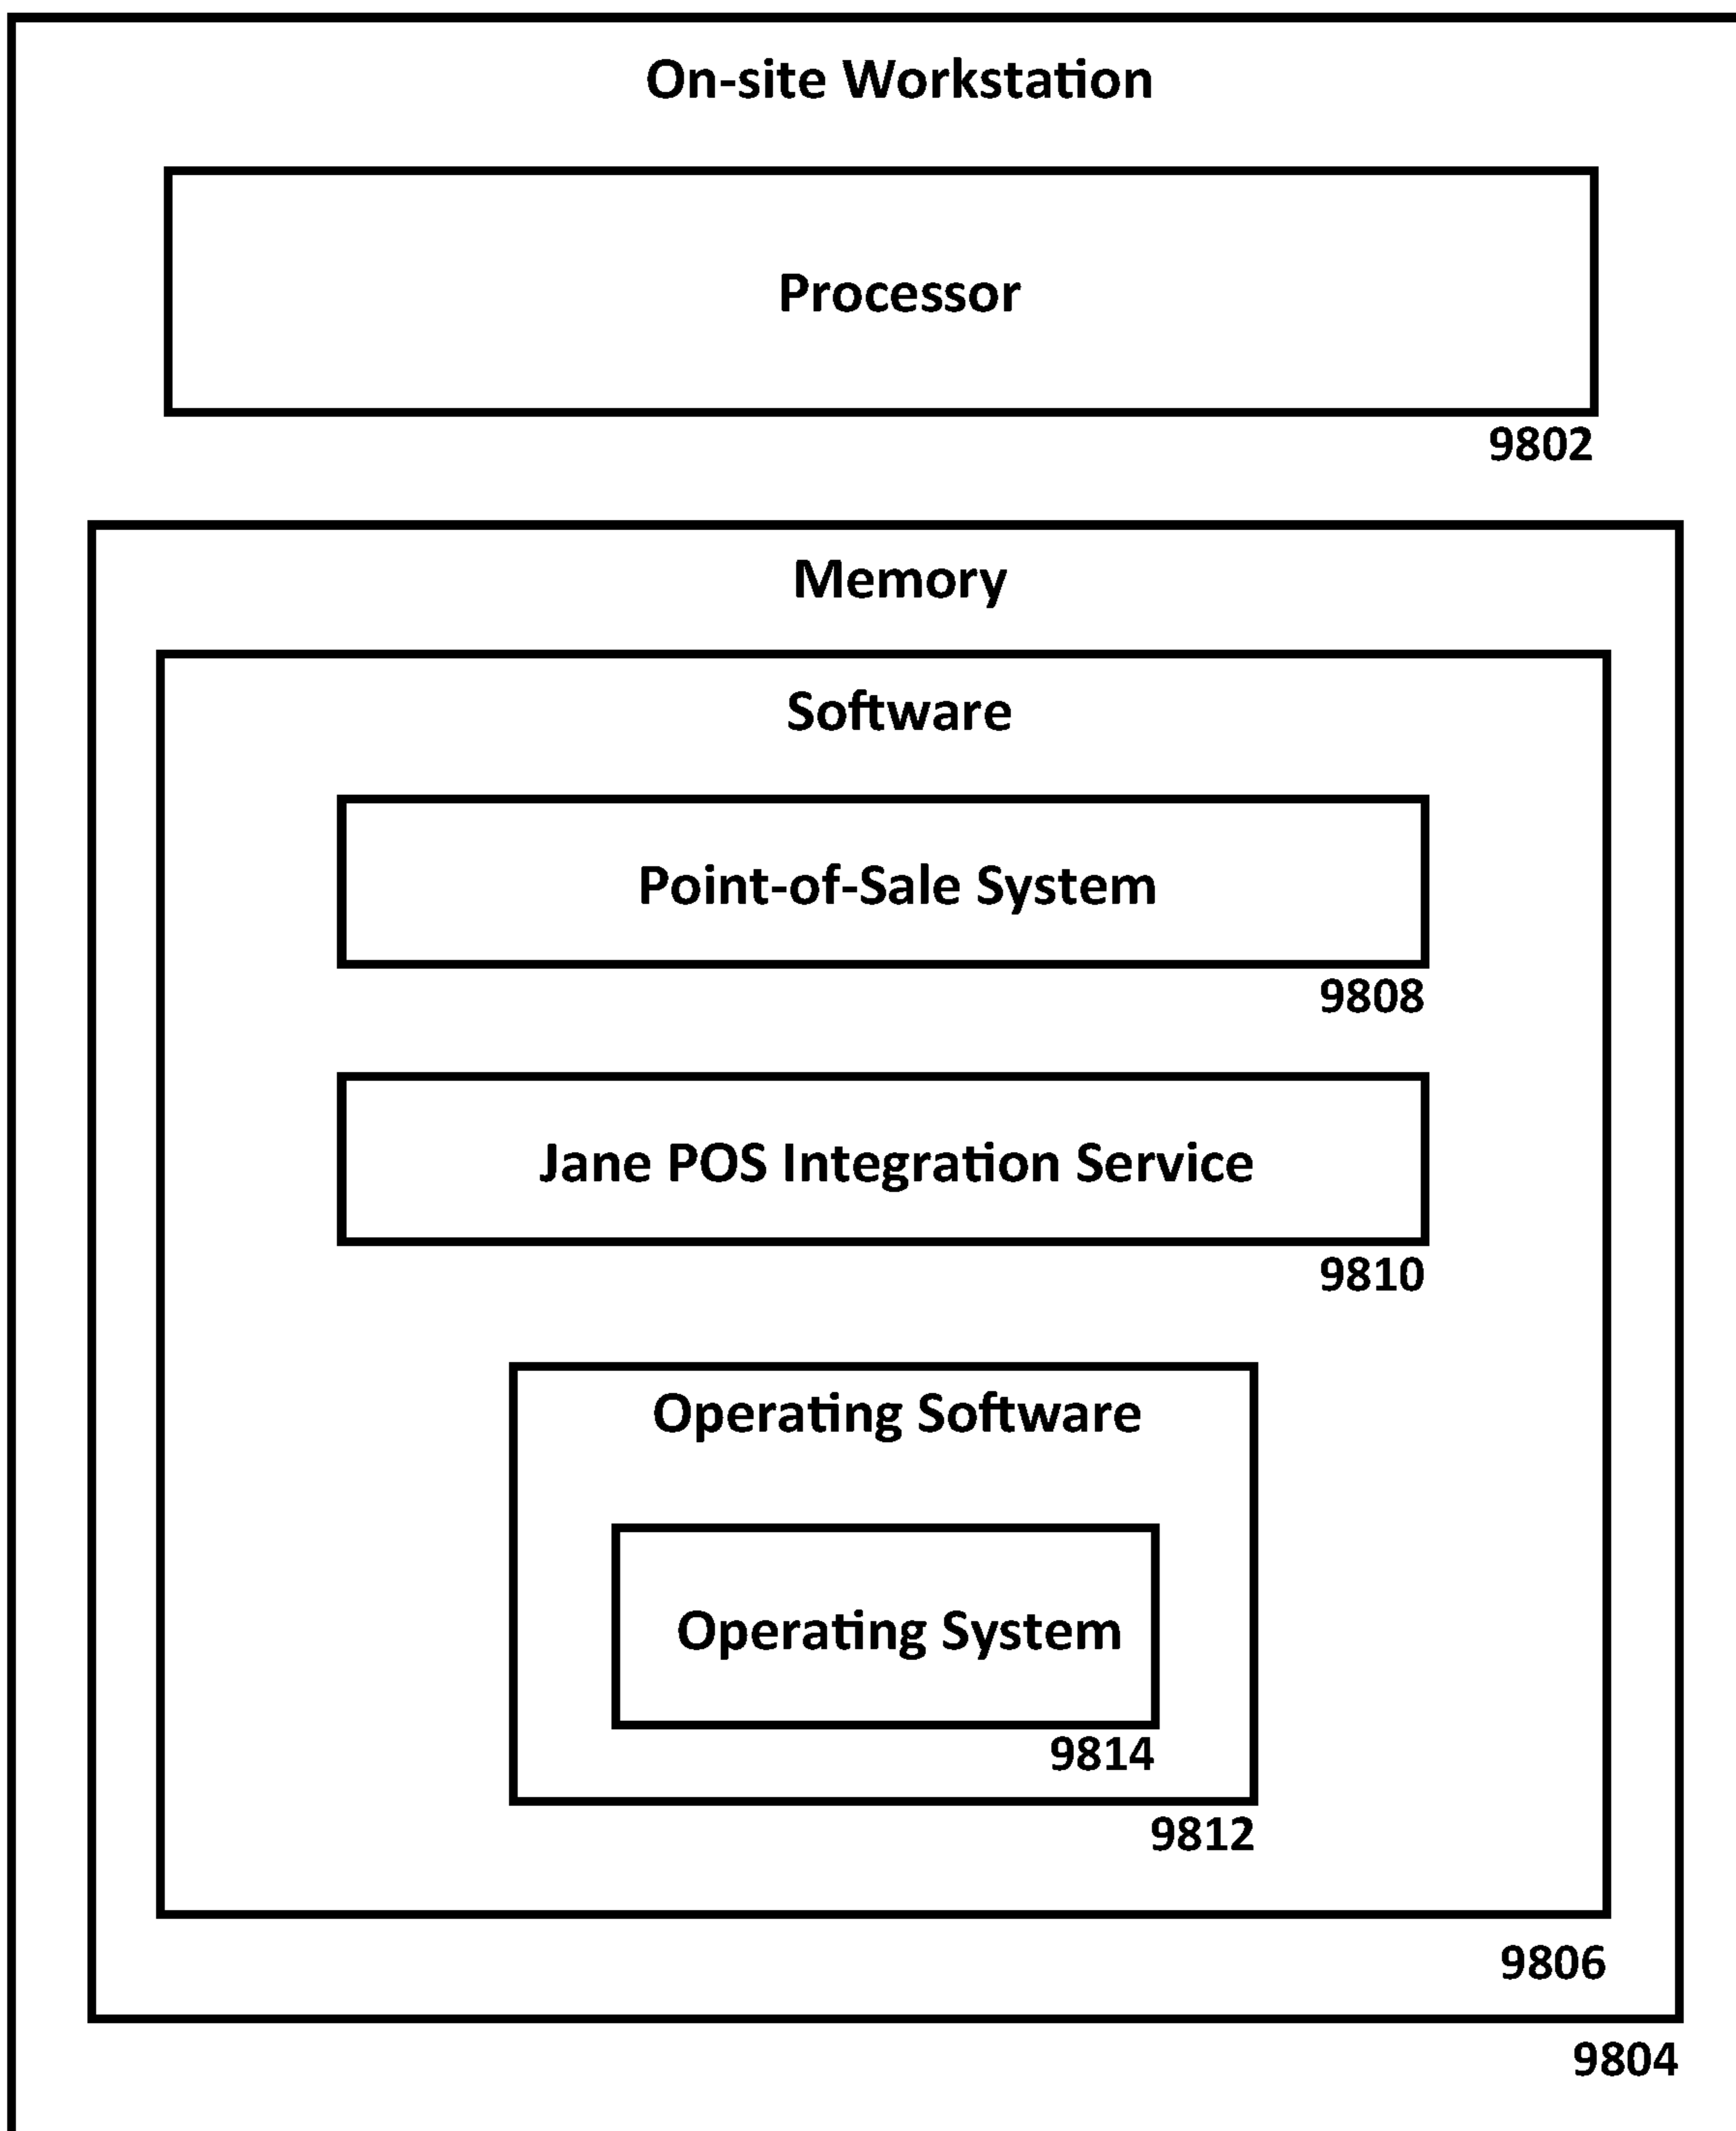 On-site Workstation
Processor
9802
Memory
Software
Point-of-Sale System
9808
Jane POS Integration Service
9810
Operating Software
Operating System
9814
9812
9806
9804